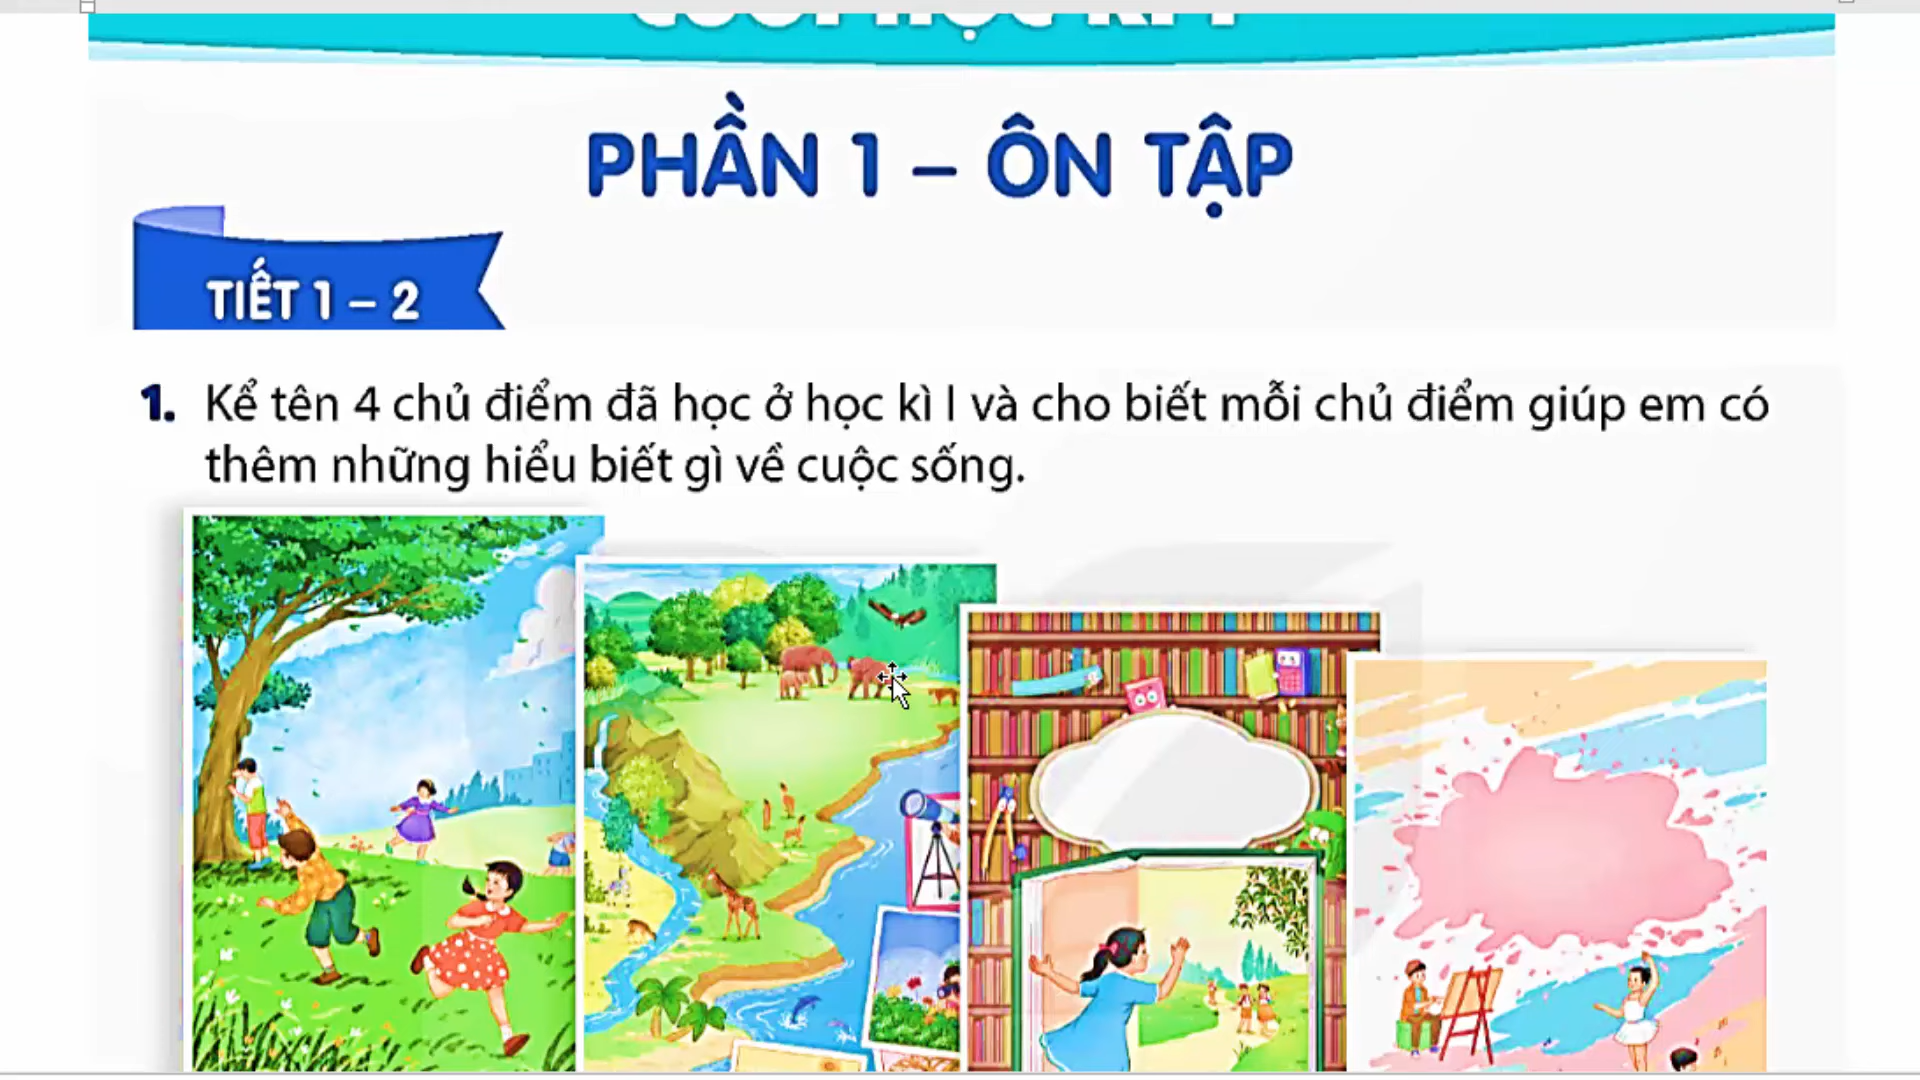 PHẦN 1 – ÔN TẬP
TIẾT 1 – 2
1. Kể tên 4 chủ điểm đã học ở học kì I và cho biết mỗi chủ điểm giúp em có
thêm những hiểu biết gì về cuộc sống.